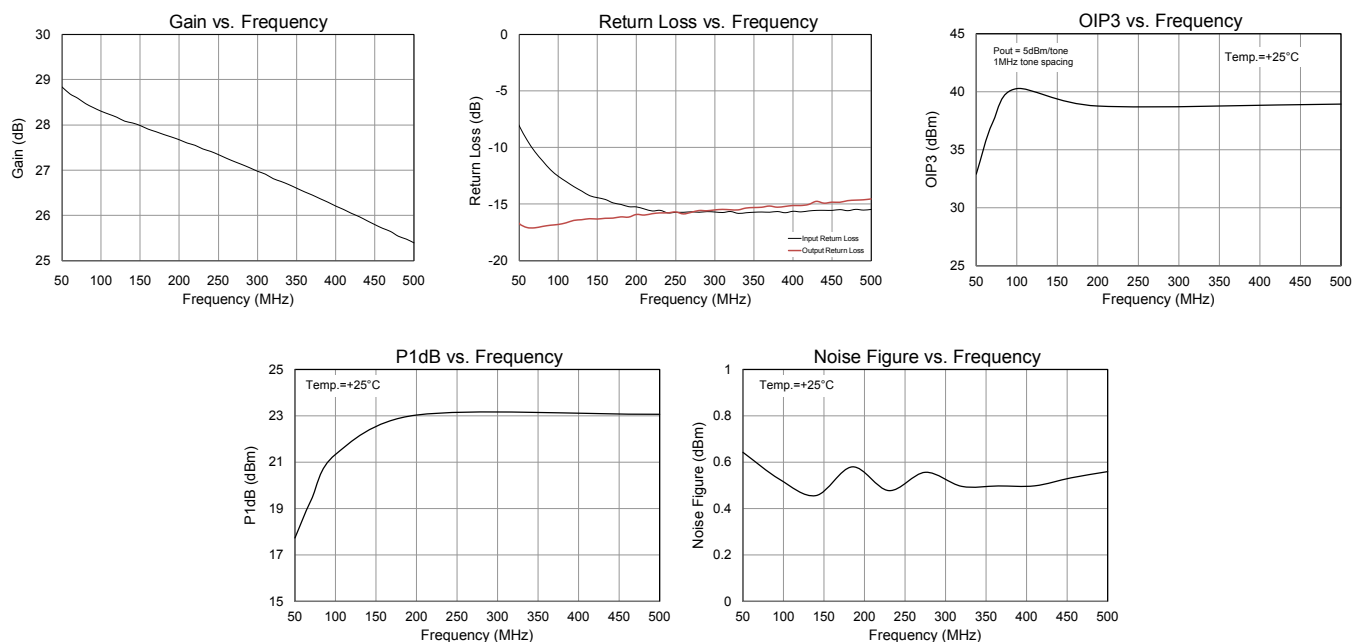 Gain vs. Frequency
30
29
28
27
26
25
Gain (dB)
50 100 150 200 250 300 350 400 450 500
Frequency (MHz)
Return Loss vs. Frequency
0
-5
-10
-15
-20
Return Loss (dB)
Input Return Loss
Output Return Loss
50 100 150 200 250 300 350 400 450 500
Frequency (MHz)
OIP3 vs. Frequency
45
40
35
30
25
OIP3 (dBm)
Pout = 5dBm/tone
1MHz tone spacing
Temp.=+25°C
50 100 150 200 250 300 350 400 450 500
Frequency (MHz)
P1dB vs. Frequency
25
23
21
19
17
15
P1dB (dBm)
Temp.=+25°C
50 100 150 200 250 300 350 400 450 500
Frequency (MHz)
Noise Figure vs. Frequency
1
0.8
0.6
0.4
0.2
0
Noise Figure (dBm)
Temp.=+25°C
50 100 150 200 250 300 350 400 450 500
Frequency (MHz)